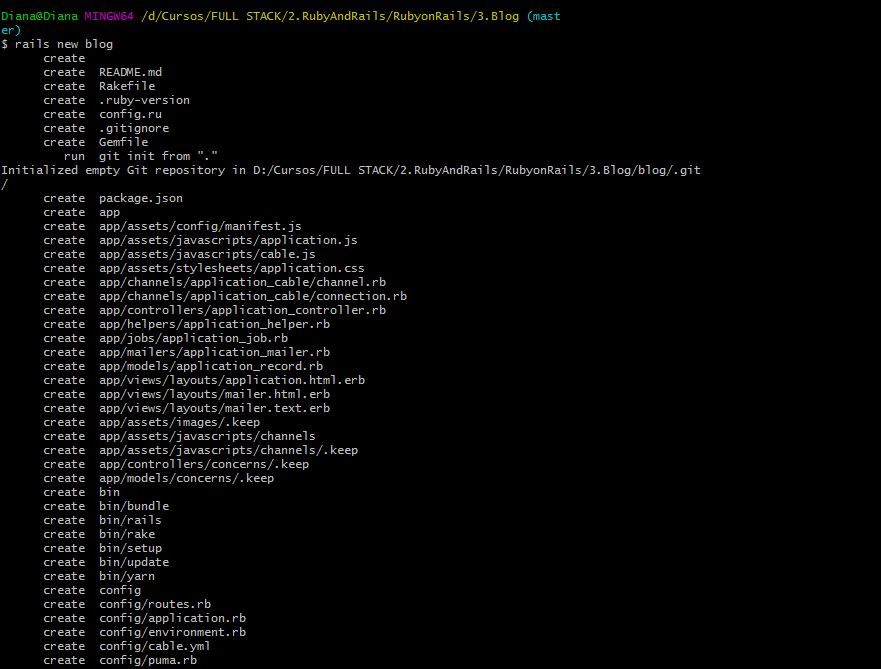 Diana@Diana MINGW64 /d/Cursos/FULL STACK/2.RubyAndRails/RubyonRails/3.Blog (mast
er)
$ rails new blog
create
create README.md
create Rakefile
create .ruby-version
create config.ru
create .gitignore
create Gemfile
run git init from "."
Initialized empty Git repository in D:/Cursos/FULL STACK/2.RubyAndRails/RubyonRails/3.Blog/blog/.git
/
create package.json
create app
create app/assets/config/manifest.js
create app/assets/javascripts/application.js
create app/assets/javascripts/cable.js
create app/assets/stylesheets/application.css
create app/channels/application_cable/channel.rb
create app/channels/application_cable/connection.rb
create app/controllers/application_controller.rb
create app/helpers/application_helper.rb
create app/jobs/application_job.rb
create app/mailers/application_mailer.rb
create app/models/application_record.rb
create app/views/layouts/application.html.erb
create app/views/layouts/mailer.html.erb
create app/views/layouts/mailer.text.erb
create app/assets/images/.keep
create app/assets/javascripts/channels
create app/assets/javascripts/channels/.keep
create app/controllers/concerns/.keep
create app/models/concerns/.keep
create bin
create bin/bundle
create bin/rails
create bin/rake
create bin/setup
create bin/update
create bin/yarn
create config
create config/routes.rb
create config/application.rb
create config/environment.rb
create config/cable.yml
create config/puma.rb